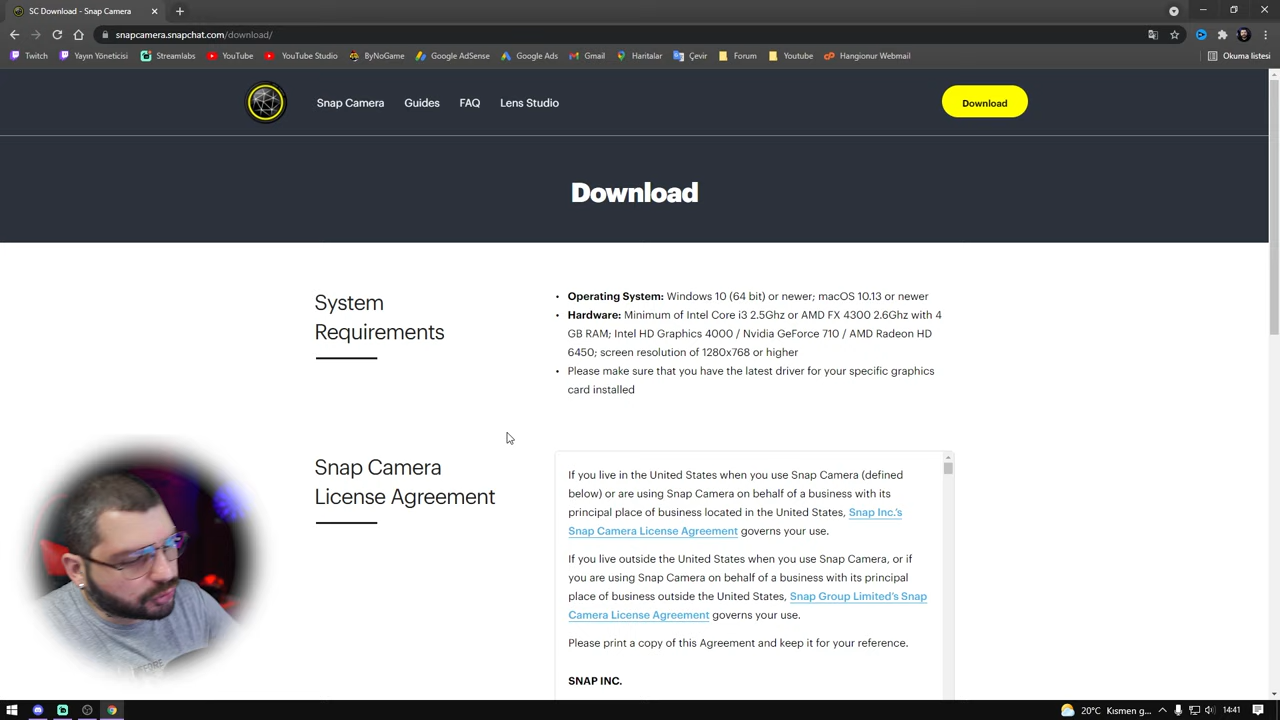 SC Download - Snap Camera
snapcamera.snapchat.com/download/
Twitch Yayın Yöneticisi Streamlabs YouTube YouTube Studio ByNoGame Google AdSense Google Ads Gmail Haritalar Çevir Forum Youtube Hangionur Webmail Okuma listesi
Snap Camera Guides FAQ Lens Studio Download
Download
System
Requirements
• Operating System: Windows 10 (64 bit) or newer; macOS 10.13 or newer
• Hardware: Minimum of Intel Core i3 2.5Ghz or AMD FX 4300 2.6Ghz with 4
GB RAM; Intel HD Graphics 4000 / Nvidia GeForce 710 / AMD Radeon HD
6450; screen resolution of 1280x768 or higher
• Please make sure that you have the latest driver for your specific graphics
card installed
Snap Camera
License Agreement
If you live in the United States when you use Snap Camera (defined
below) or are using Snap Camera on behalf of a business with its
principal place of business located in the United States, Snap Inc.'s
Snap Camera License Agreement governs your use.
If you live outside the United States when you use Snap Camera, or if
you are using Snap Camera on behalf of a business with its principal
place of business outside the United States, Snap Group Limited's Snap
Camera License Agreement governs your use.
Please print a copy of this Agreement and keep it for your reference.
SNAP INC.
20°C Kısmen g... 14:41